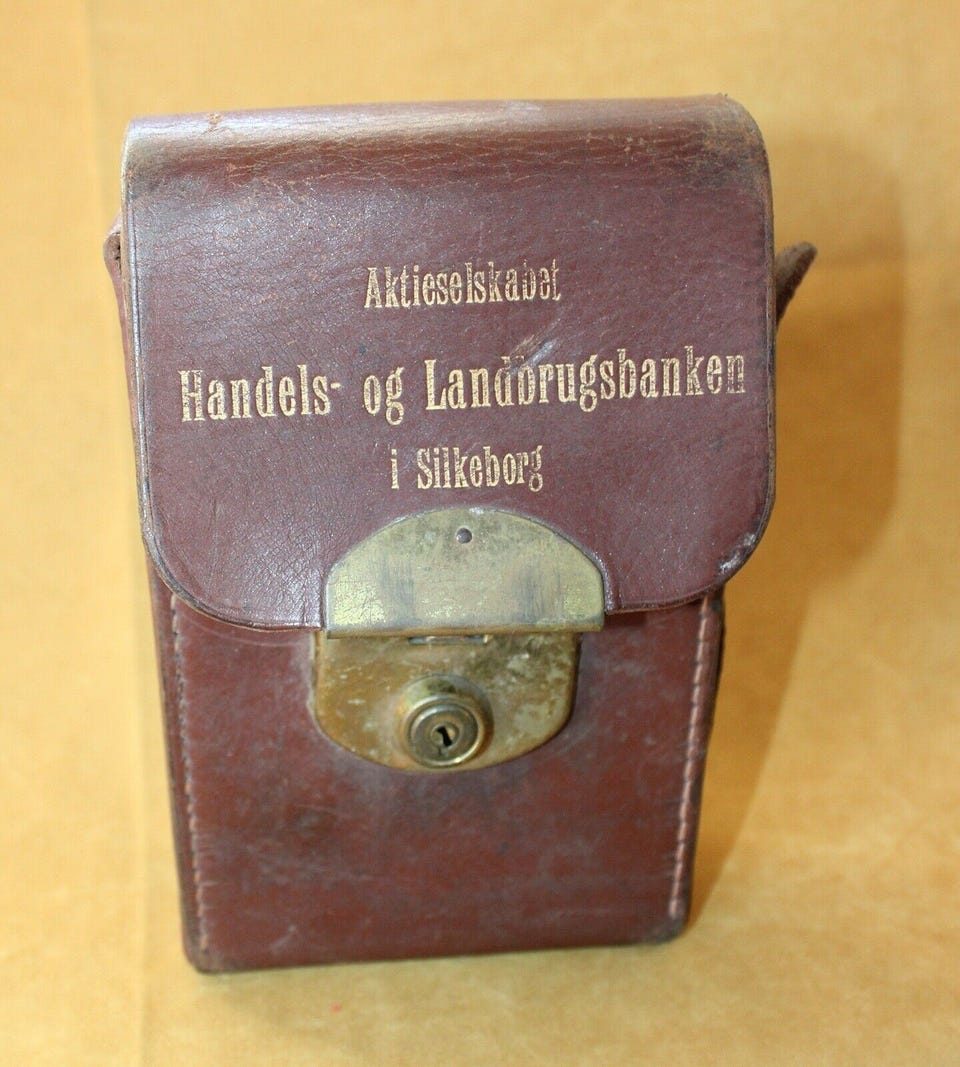 Aktieselskabet
Handels- og Landbrugsbanken
i Silkeborg